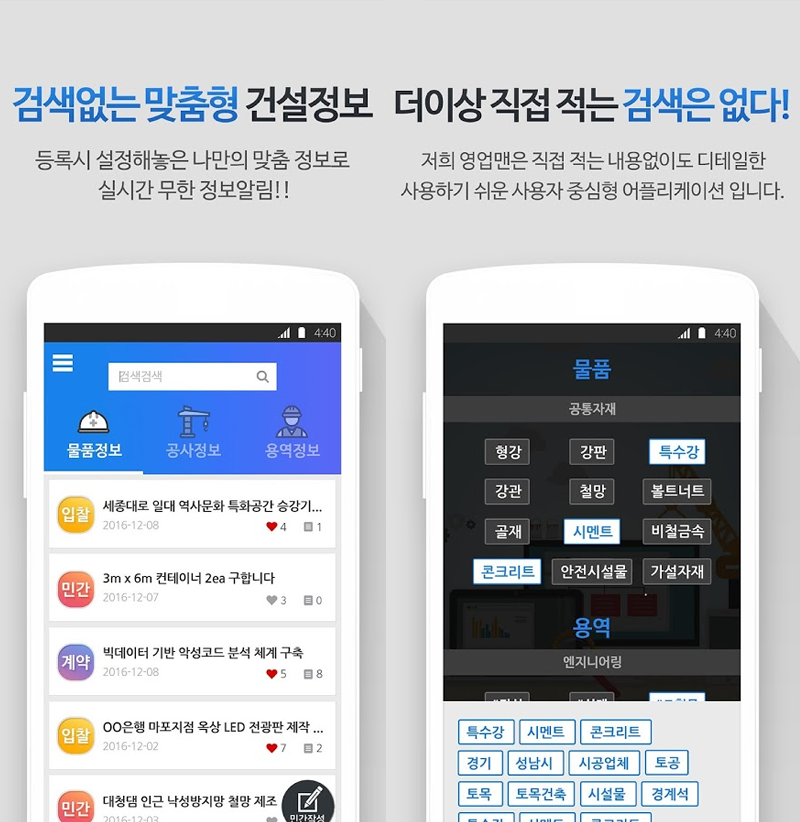 검색없는 맞춤형 건설정보
등록시 설정해놓은 나만의 맞춤 정보로
실시간 무한 정보알림!!
4:40
검색검색
물품정보 공사정보 용역정보
입찰 세종대로 일대 역사문화 특화공간 승강기...
2016-12-08 4 1
민간 3m x 6m 컨테이너 2ea 구합니다
2016-12-07 3 0
계약 빅데이터 기반 악성코드 분석 체계 구축
2016-12-08 5 8
입찰 OO은행 마포지점 옥상 LED 전광판 제작 ...
2016-12-02 7 2
민간 대청댐 인근 낙석방지망 철망 제조
2016-12-03
민간작성
더이상 직접 적는 검색은 없다!
저희 영업맨은 직접 적는 내용없이도 디테일한
사용하기 쉬운 사용자 중심형 어플리케이션 입니다.
4:40
물품
공통자재
형강 강판 특수강
강관 철망 볼트너트
골재 시멘트 비철금속
콘크리트 안전시설물 가설자재
용역
엔지니어링
특수강 시멘트 콘크리트
경기 성남시 시공업체 토공
토목 토목건축 시설물 경계석
특수강 시멘트 콘크리트